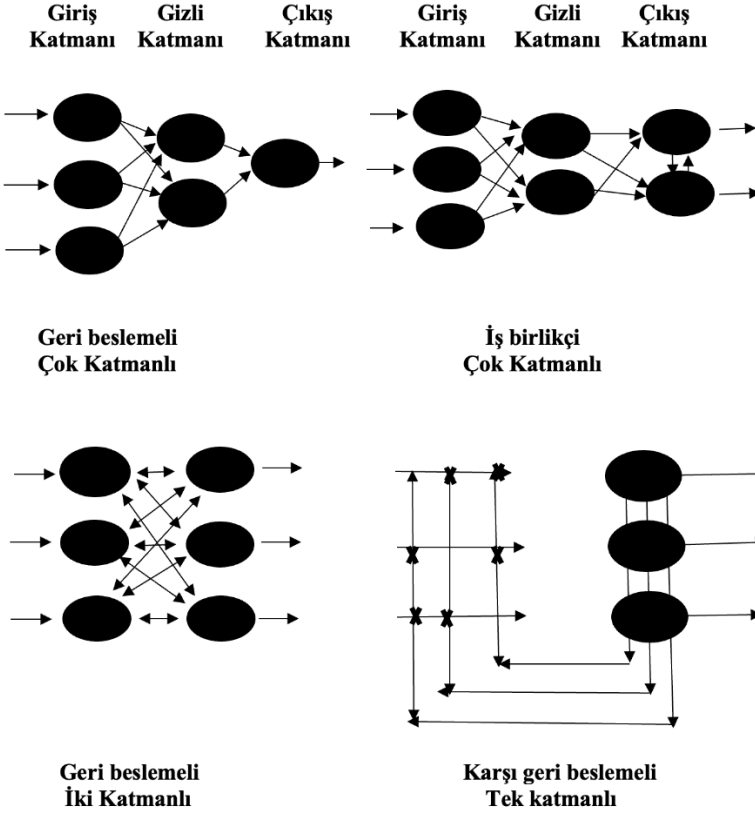 Giriş
Katmanı
Gizli
Katmanı
Çıkış
Katmanı
Giriş
Katmanı
Gizli
Katmanı
Çıkış
Katmanı
Geri beslemeli
Çok Katmanlı
İş birlikçi
Çok Katmanlı
Geri beslemeli
İki Katmanlı
Karşı geri beslemeli
Tek katmanlı